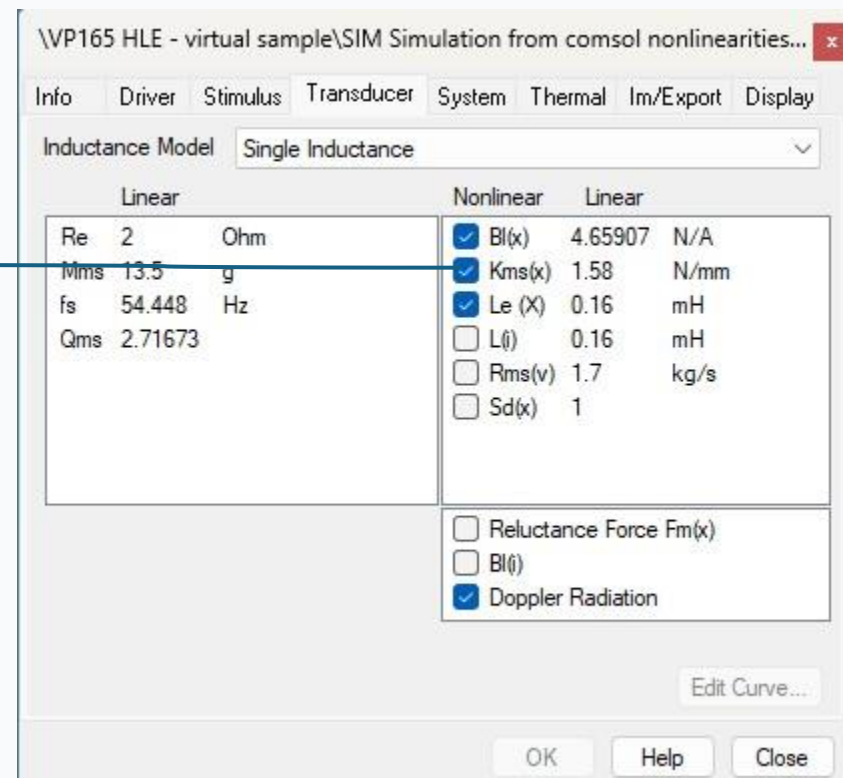 \VP165 HLE - virtual sample\SIM Simulation from comsol nonlinearities... x
Info Driver Stimulus Transducer System Thermal Im/Export Display
Inductance Model Single Inductance
Linear
Re 2 Ohm
Mms 13.5 g
fs 54.448 Hz
Qms 2.71673
Nonlinear Linear
Bl(x) 4.65907 N/A
Kms(x) 1.58 N/mm
Le (X) 0.16 mH
L(i) 0.16 mH
Rms(v) 1.7 kg/s
Sd(x) 1
Reluctance Force Fm(x)
Bl(i)
Doppler Radiation
Edit Curve...
OK Help Close